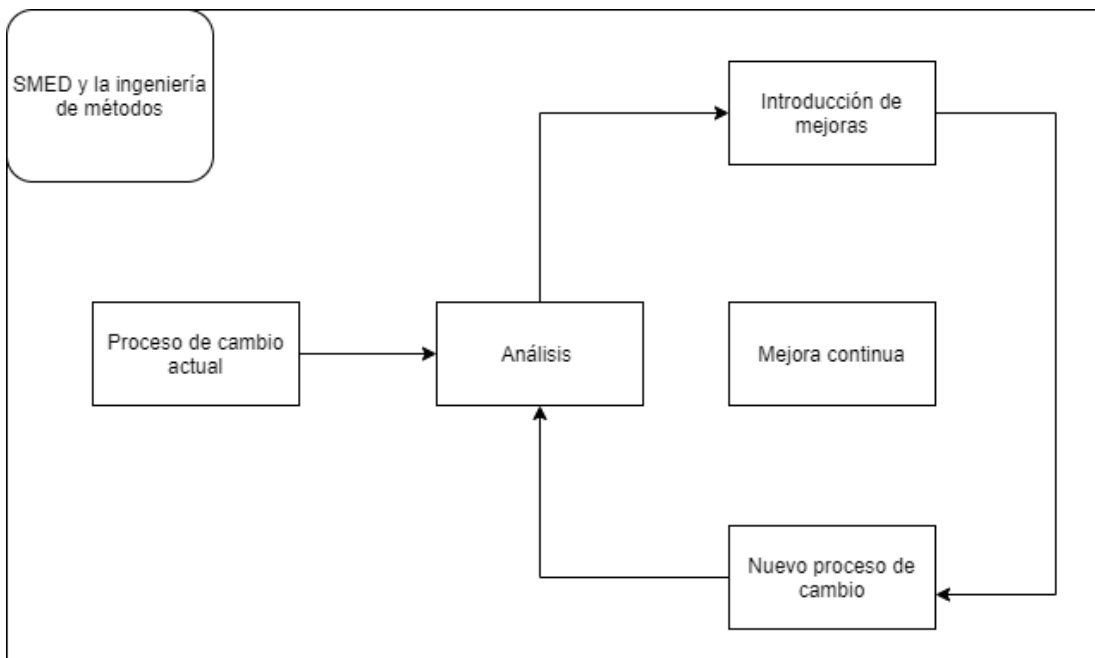 SMED y la ingeniería
de métodos
Introducción de
mejoras
Proceso de cambio
actual
Análisis
Mejora continua
Nuevo proceso de
cambio